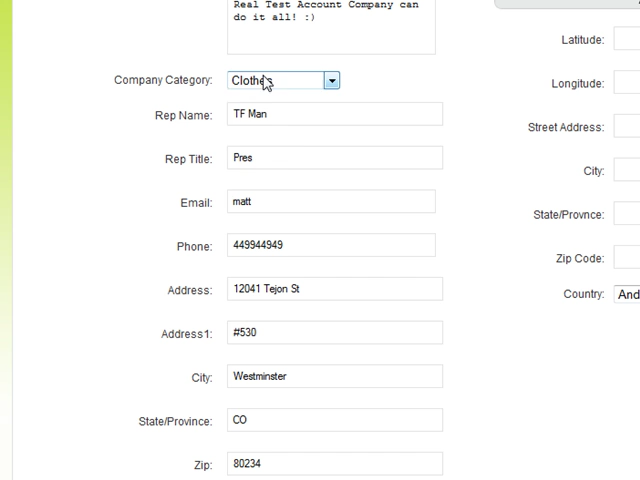 Real Test Account Company can
do it all! :)
Company Category: Clothes
Rep Name: TF Man
Rep Title: Pres
Email: matt
Phone: 449944949
Address: 12041 Tejon St
Address1: #530
City: Westminster
State/Province: CO
Zip: 80234
Latitude:
Longitude:
Street Address:
City:
State/Provnce:
Zip Code:
Country: And